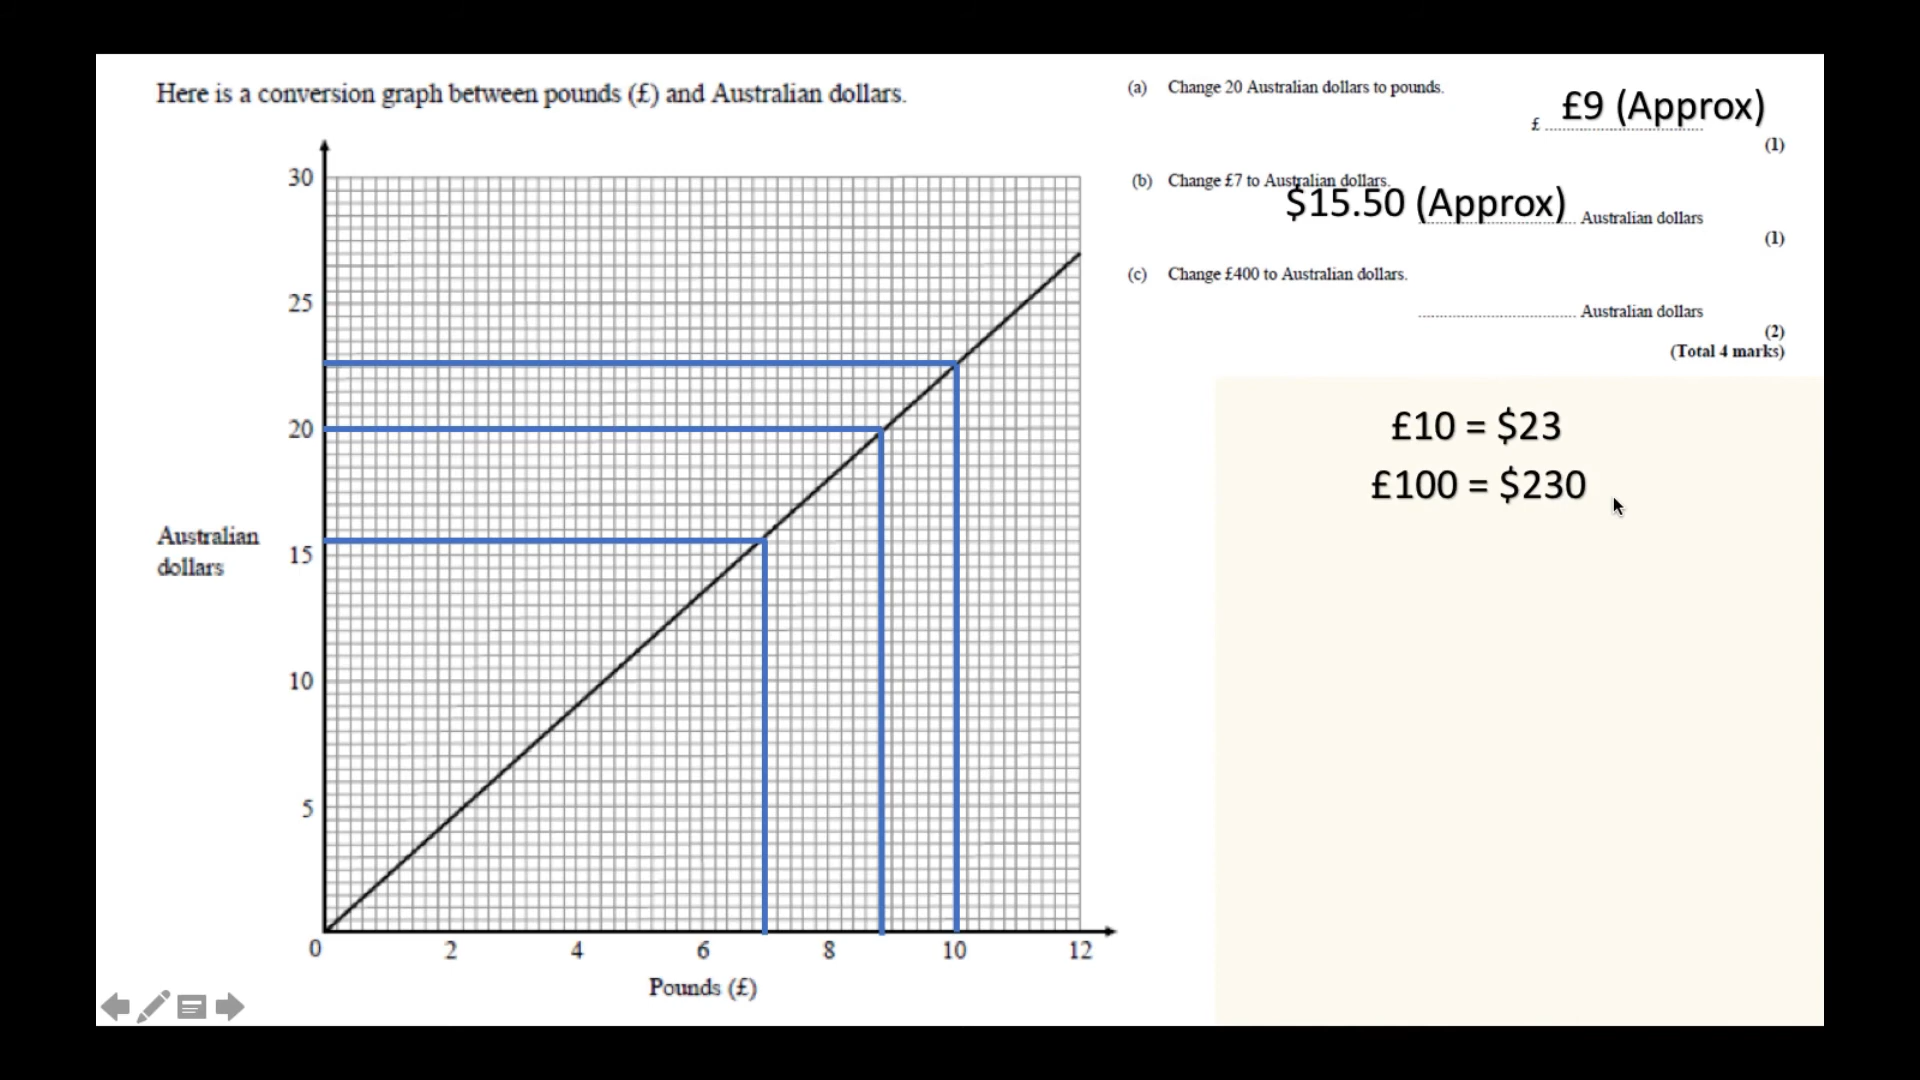 Here is a conversion graph between pounds (£) and Australian dollars.
30
25
20
15
10
5
0
2
4
6
8
10
12
Australian
dollars
Pounds (£)
(a) Change 20 Australian dollars to pounds.
£ .............................. £9 (Approx)
(1)
(b) Change £7 to Australian dollars.
$15.50 (Approx) .............................. Australian dollars
(1)
(c) Change £400 to Australian dollars.
.............................. Australian dollars
(2)
(Total 4 marks)
£10 = $23
£100 = $230